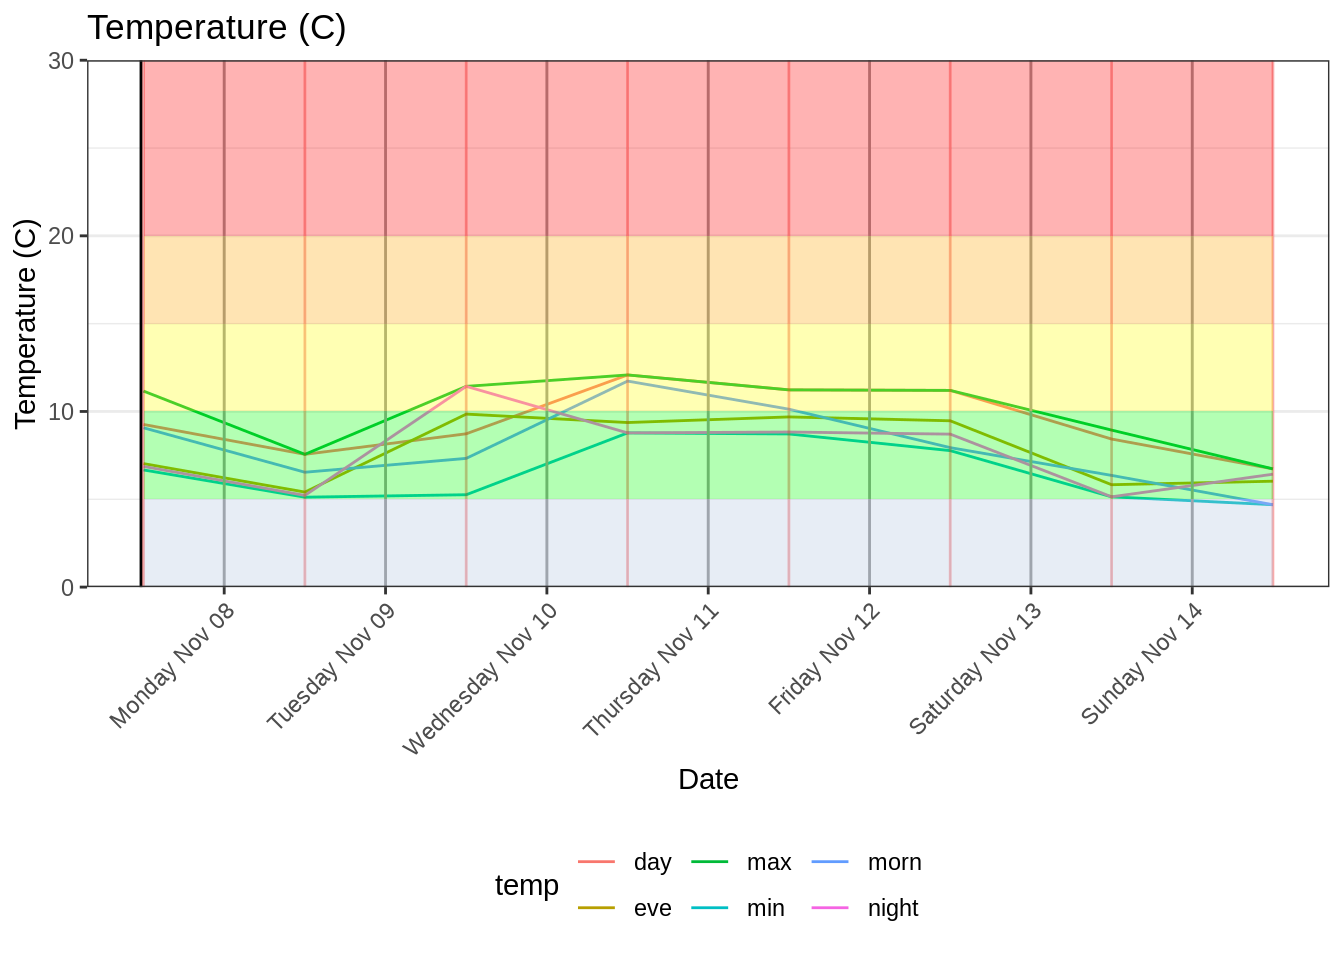 Temperature (C)
30
20
10
0
Temperature (C)
Monday Nov 08
Tuesday Nov 09
Wednesday Nov 10
Thursday Nov 11
Friday Nov 12
Saturday Nov 13
Sunday Nov 14
Date
temp
day
max
morn
eve
min
night